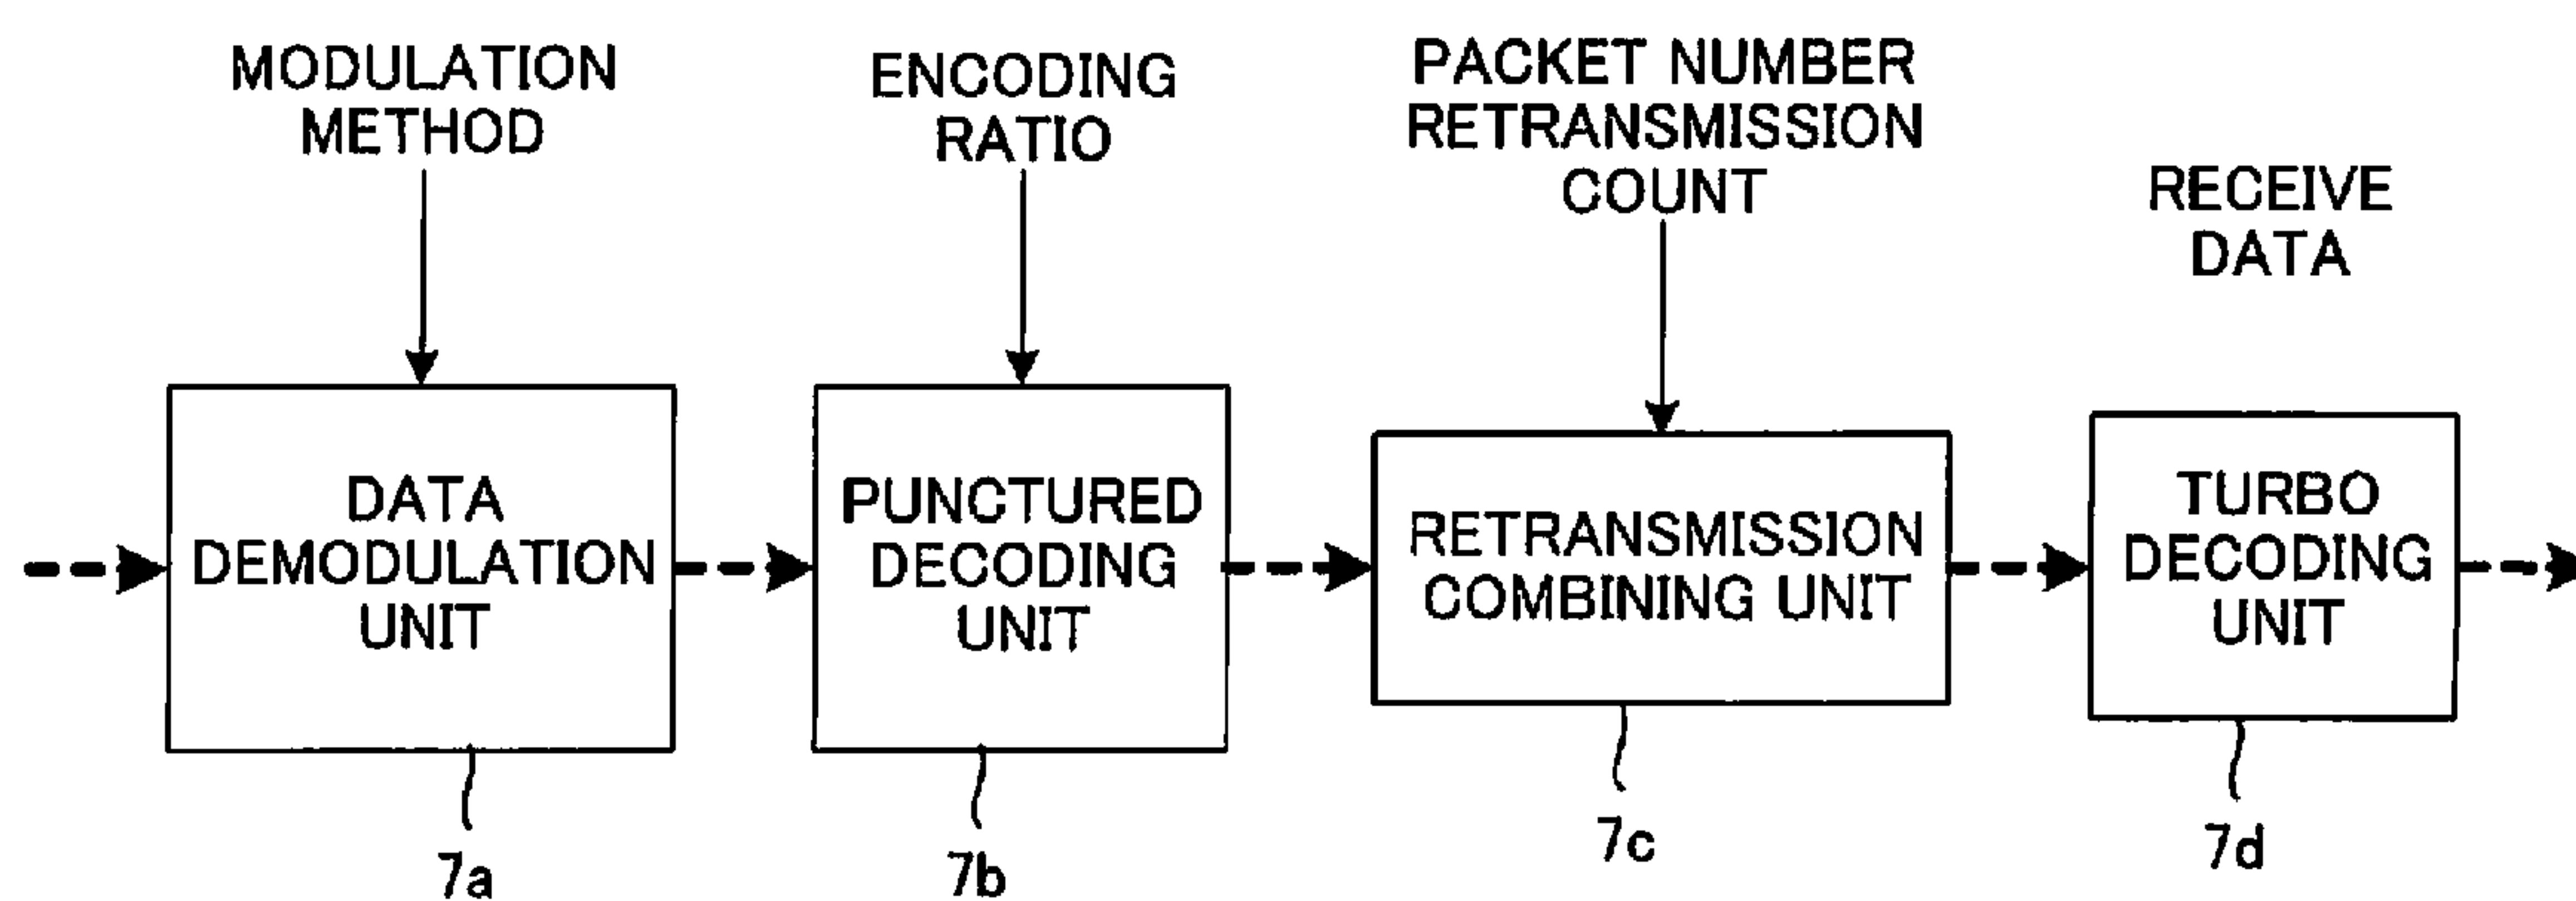 MODULATION
METHOD
ENCODING
RATIO
PACKET NUMBER
RETRANSMISSION
COUNT
RECEIVE
DATA
DATA
DEMODULATION
UNIT
PUNCTURED
DECODING
UNIT
RETRANSMISSION
COMBINING UNIT
TURBO
DECODING
UNIT
7a
7b
7c
7d